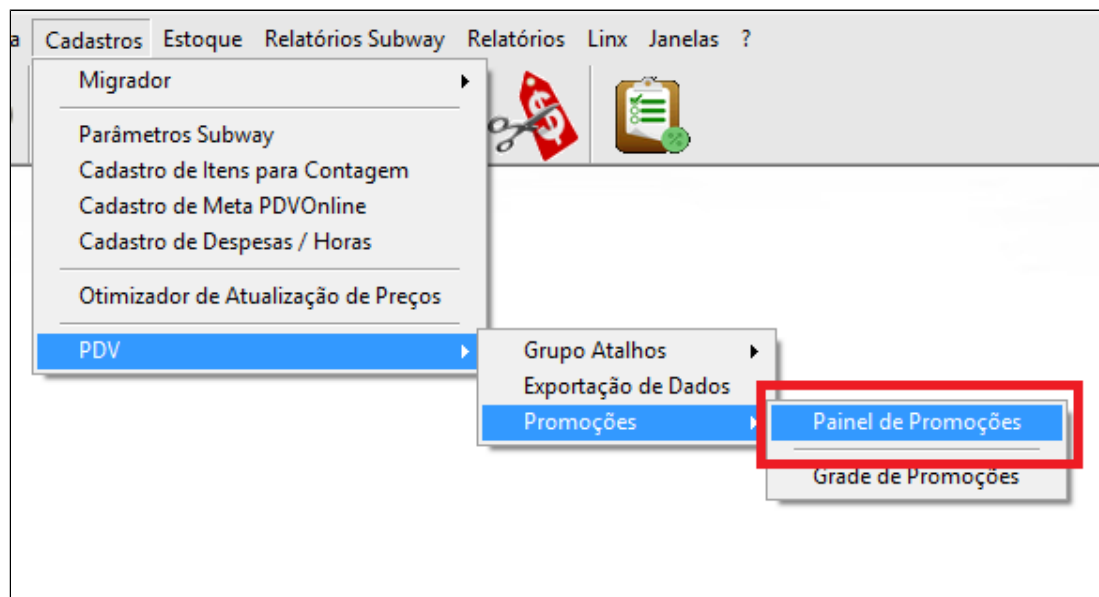 a Cadastros Estoque Relatórios Subway Relatórios Linx Janelas ?
Migrador
Parâmetros Subway
Cadastro de Itens para Contagem
Cadastro de Meta PDVOnline
Cadastro de Despesas / Horas
Otimizador de Atualização de Preços
PDV
Grupo Atalhos
Exportação de Dados
Promoções
Painel de Promoções
Grade de Promoções